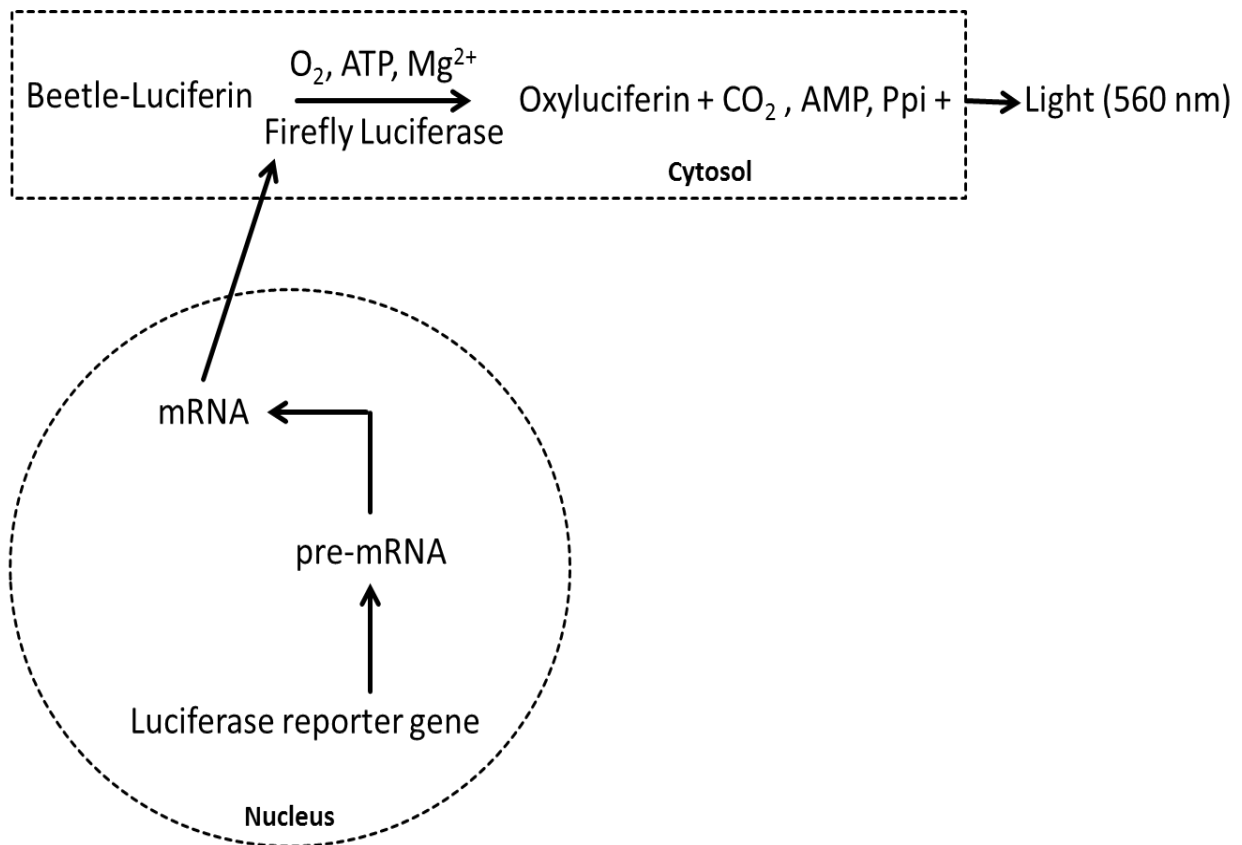 O₂, ATP, Mg²⁺
Beetle-Luciferin
Oxyluciferin + CO₂ , AMP, Ppi +
Light (560 nm)
Firefly Luciferase
Cytosol
mRNA
pre-mRNA
Luciferase reporter gene
Nucleus